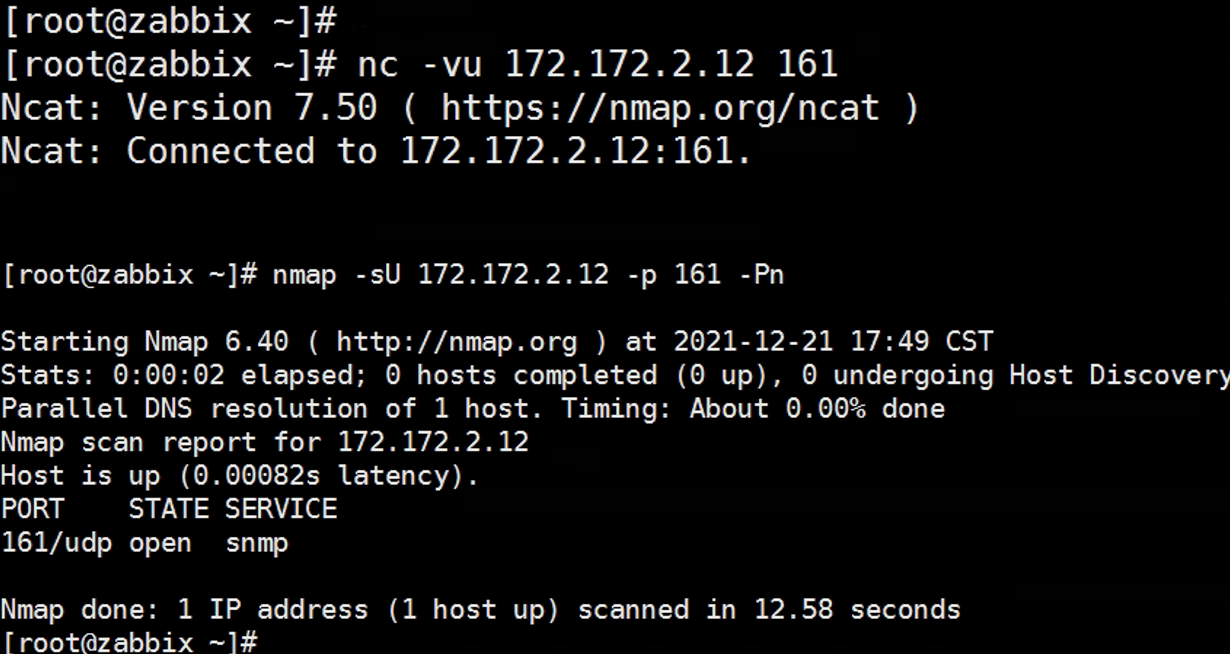 [root@zabbix ~]#
[root@zabbix ~]# nc -vu 172.172.2.12 161
Ncat: Version 7.50 ( https://nmap.org/ncat )
Ncat: Connected to 172.172.2.12:161.
[root@zabbix ~]# nmap -sU 172.172.2.12 -p 161 -Pn
Starting Nmap 6.40 ( http://nmap.org ) at 2021-12-21 17:49 CST
Stats: 0:00:02 elapsed; 0 hosts completed (0 up), 0 undergoing Host Discovery
Parallel DNS resolution of 1 host. Timing: About 0.00% done
Nmap scan report for 172.172.2.12
Host is up (0.00082s latency).
PORT    STATE SERVICE
161/udp open  snmp
Nmap done: 1 IP address (1 host up) scanned in 12.58 seconds
[root@zabbix ~]#